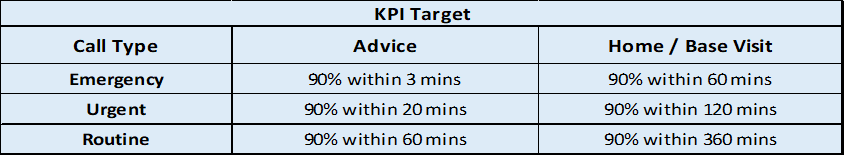 KPI Target
Call Type Advice Home / Base Visit
Emergency 90% within 3 mins 90% within 60 mins
Urgent 90% within 20 mins 90% within 120 mins
Routine 90% within 60 mins 90% within 360 mins